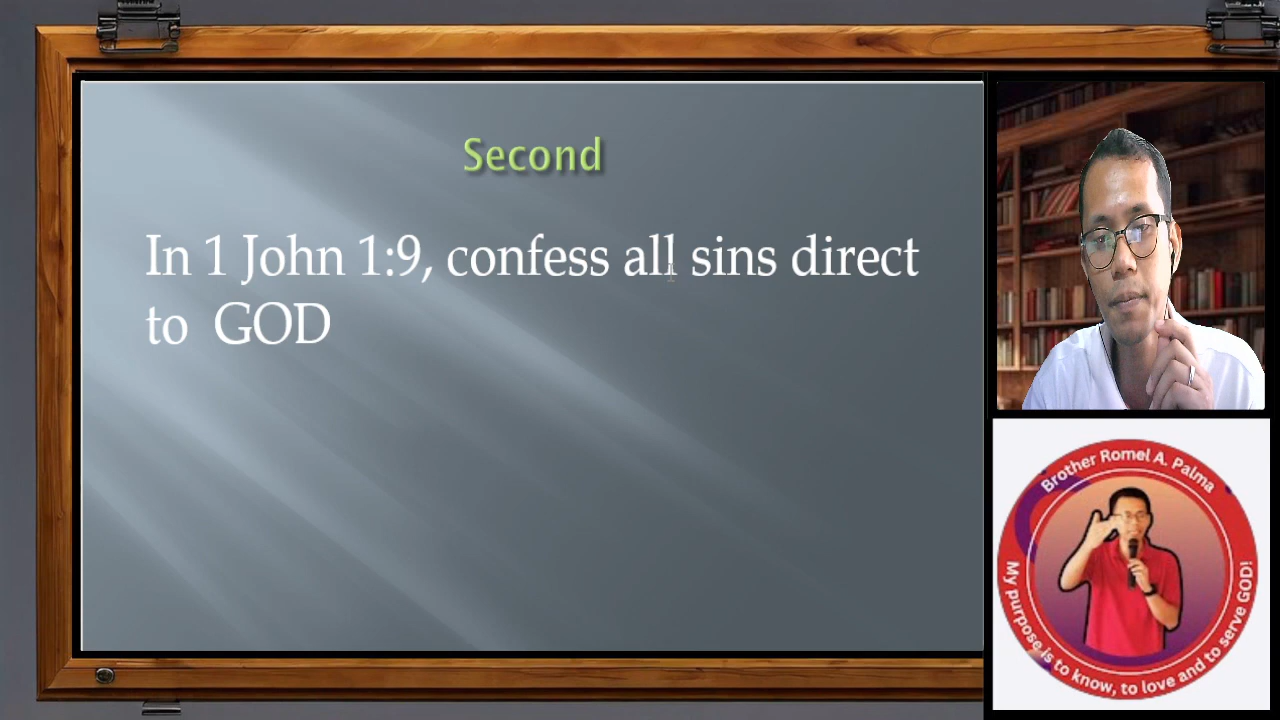 Second
In 1 John 1:9, confess all sins direct
to GOD
Brother Romel A. Palma
My purpose is to know, to love and to serve GOD!